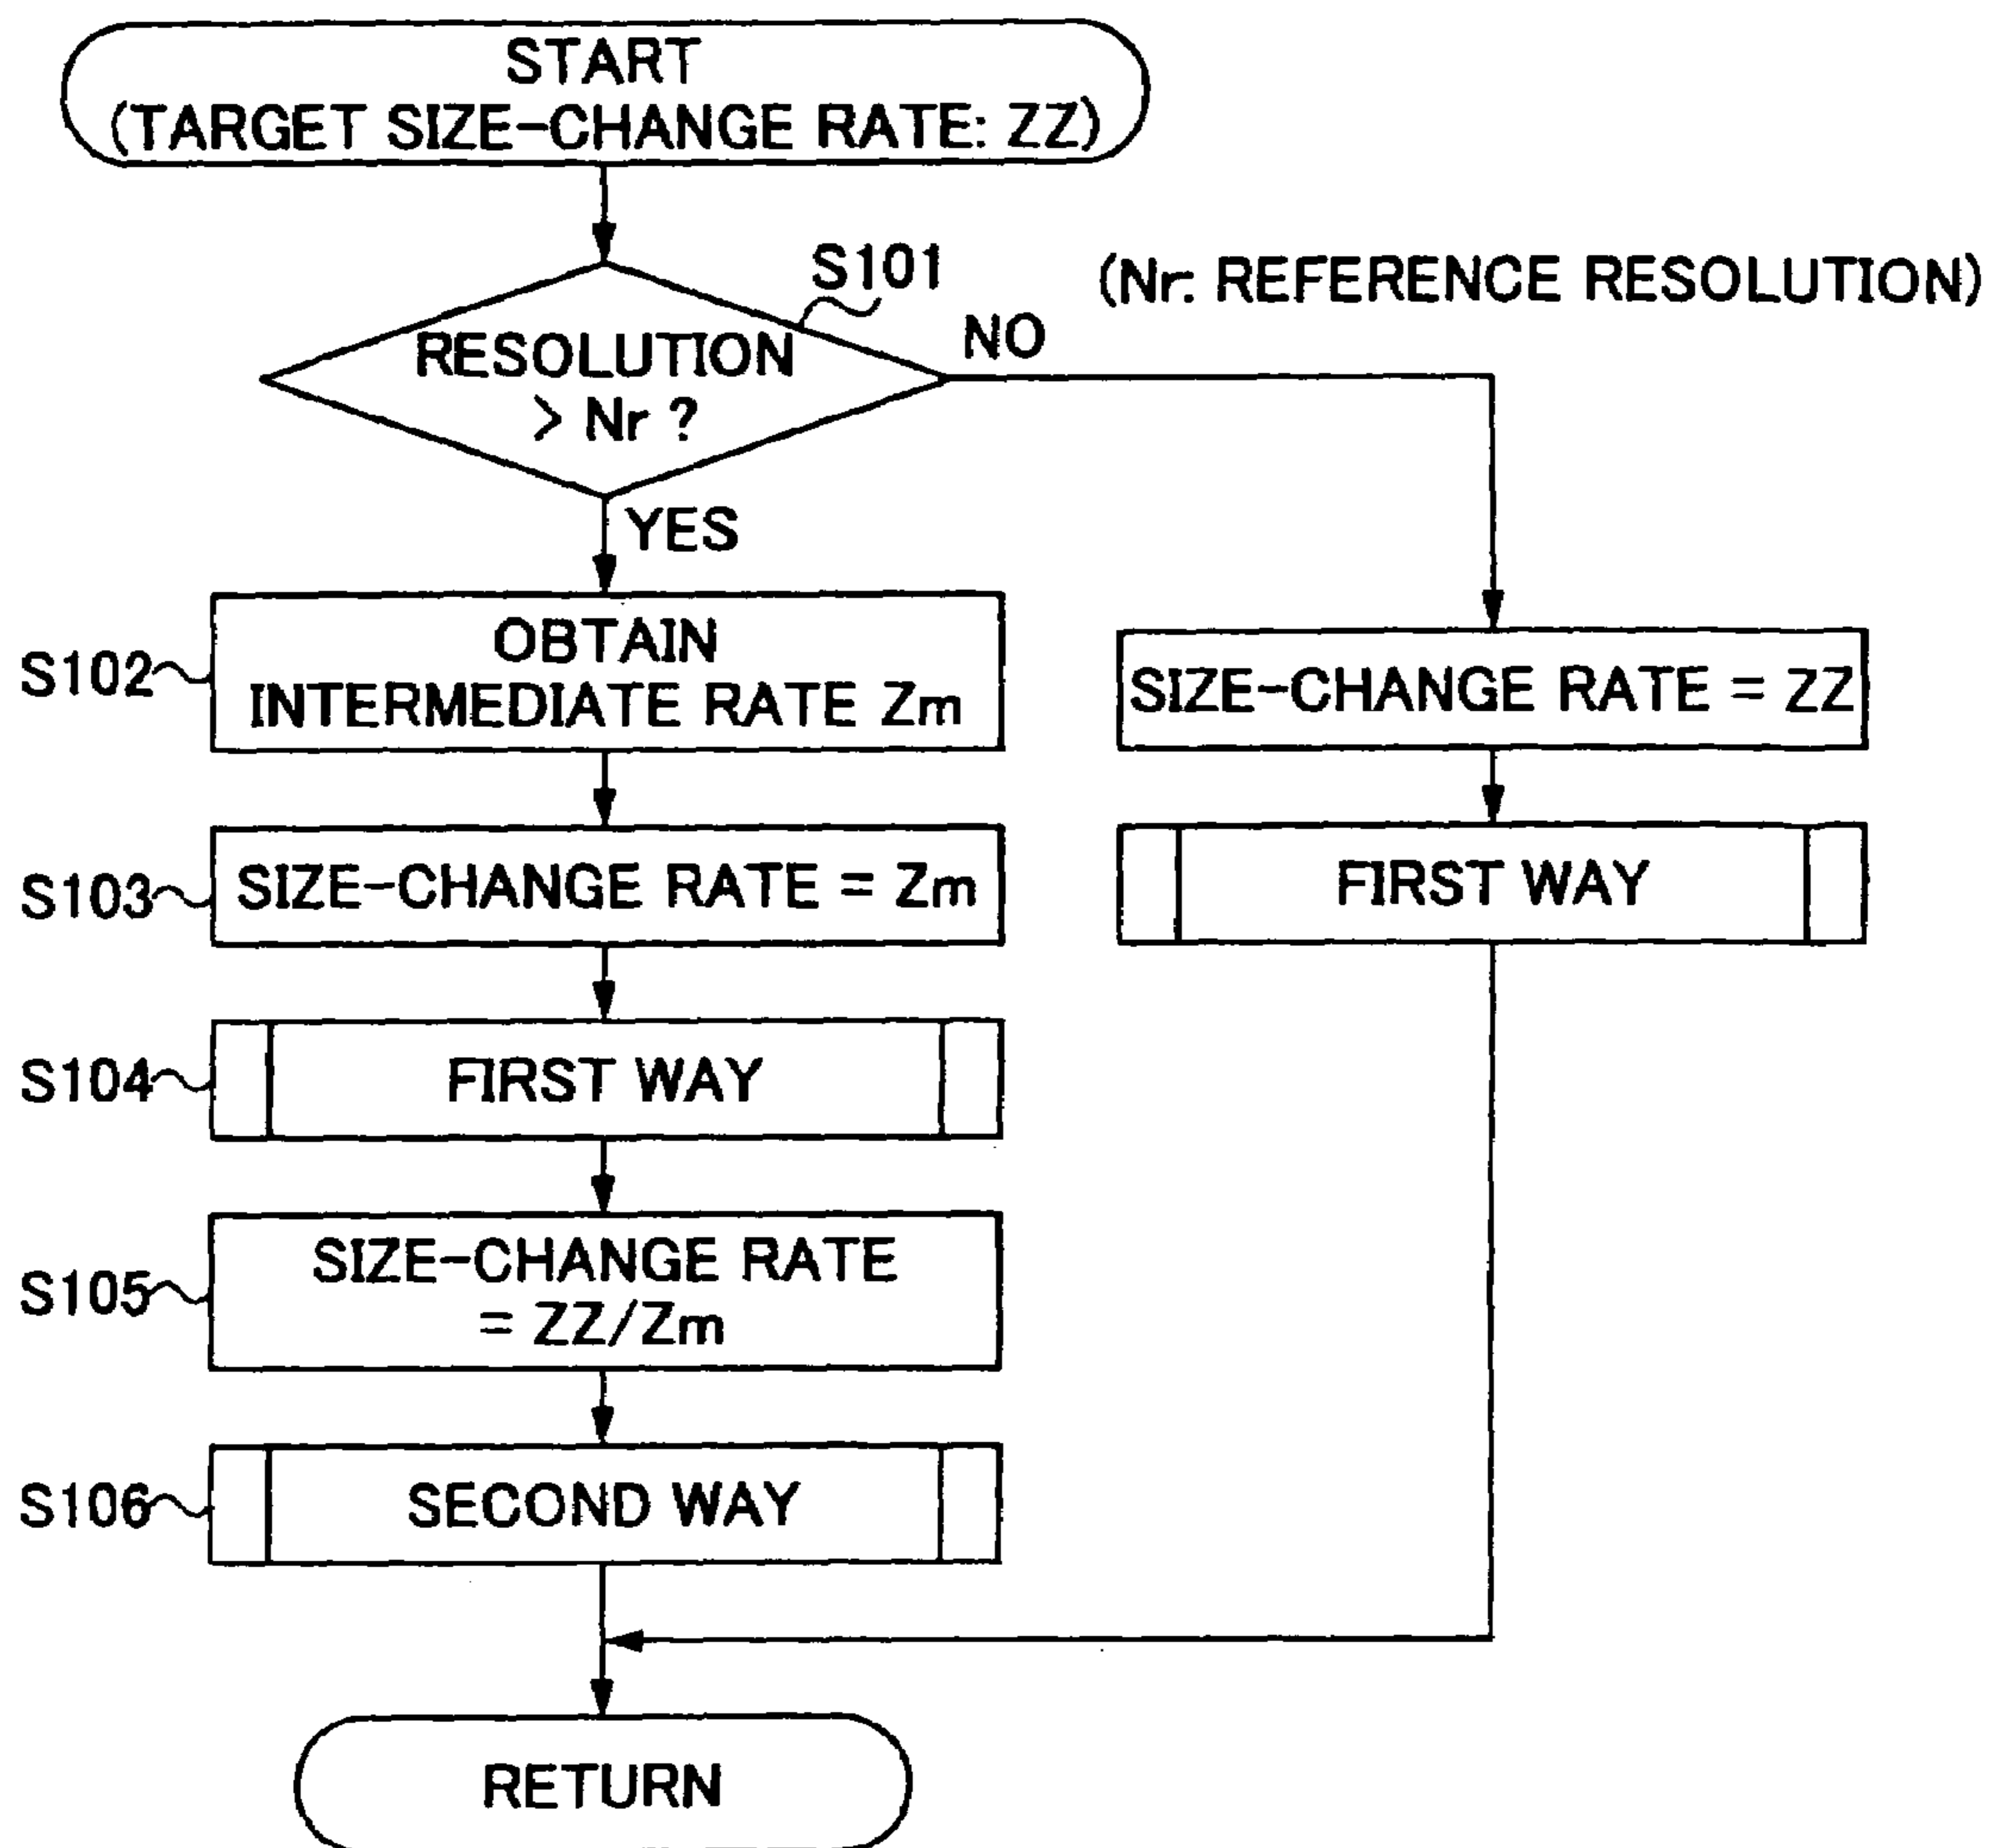 START
(TARGET SIZE-CHANGE RATE: ZZ)
S101
(Nr: REFERENCE RESOLUTION)
RESOLUTION
> Nr ?
NO
YES
S102
OBTAIN
INTERMEDIATE RATE Zm
SIZE-CHANGE RATE = ZZ
S103
SIZE-CHANGE RATE = Zm
FIRST WAY
S104
FIRST WAY
S105
SIZE-CHANGE RATE
= ZZ/Zm
S106
SECOND WAY
RETURN